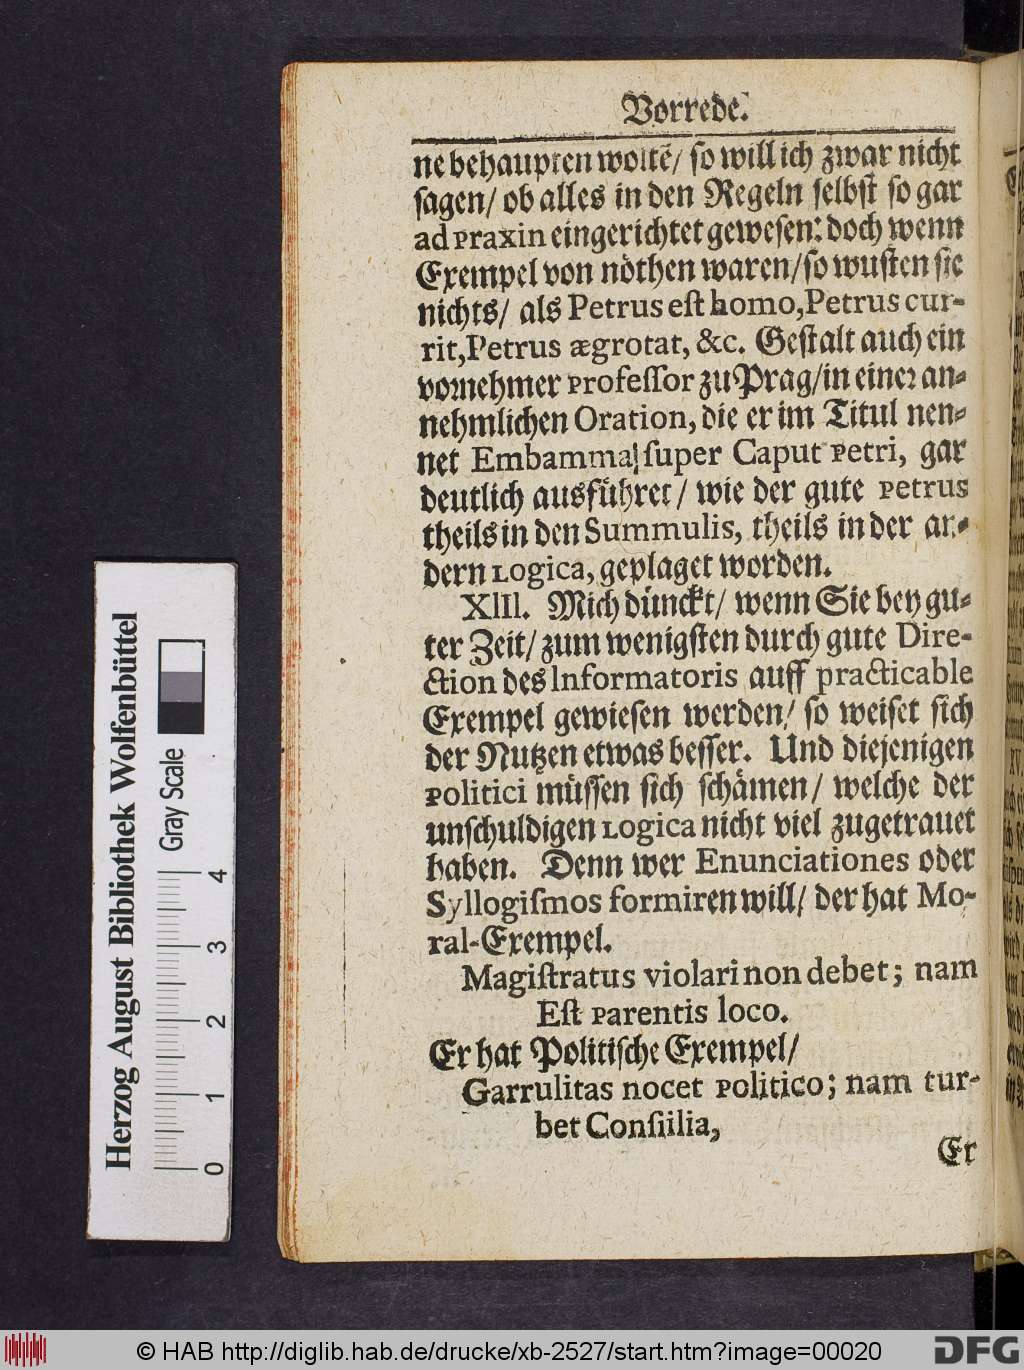 Vorrede.
ne behaupten woltē/ so will ich zwar nicht
sagen/ ob alles in den Regeln selbst so gar
ad Praxin eingerichtet gewesen: doch wenn
Exempel von nöthen waren/ so wusten sie
nichts/ als Petrus eſt homo, Petrus cur-
rit, Petrus ægrotat, &c. Gestalt auch ein
vornehmer Profeſſor zu Prag/ in einer an-
nehmlichen Oration, die er im Titul nen-
net Embamma ſuper Caput Petri, gar
deutlich ausführet/ wie der gute Petrus
theils in den Summulis, theils in der an-
dern Logica, geplaget worden.
XIII. Mich dünckt/ wenn Sie bey gu-
ter Zeit/ zum wenigsten durch gute Dire-
ction des Informatoris auff practicable
Exempel gewiesen werden/ so weiset sich
der Nutzen etwas besser. Und diejenigen
Politici müssen sich schämen/ welche der
unschuldigen Logica nicht viel zugetrauet
haben. Denn wer Enunciationes oder
Syllogiſmos formiren will/ der hat Mo-
ral-Exempel.
Magiſtratus violari non debet; nam
Eſt Parentis loco.
Er hat Politische Exempel/
Garrulitas nocet Politico; nam tur-
bet Conſiilia,
Er
Herzog August Bibliothek Wolfenbüttel
Gray Scale
0 1 2 3 4
© HAB http://diglib.hab.de/drucke/xb-2527/start.htm?image=00020
DFG